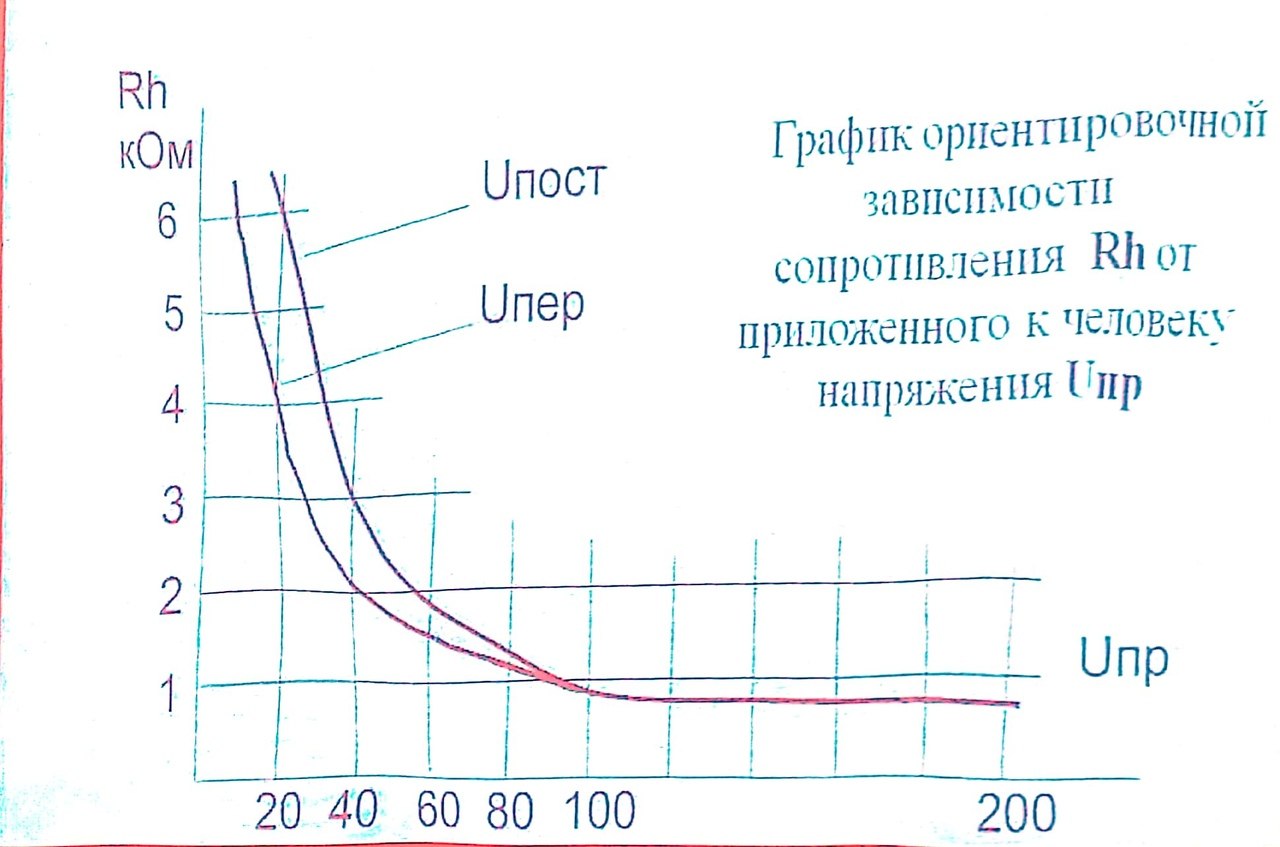 Rh
кОм
График ориентировочной
зависимости
сопротивления Rh от
приложенного к человеку
напряжения Uпр
Uпост
Uпер
6
5
4
3
2
1
Uпр
20 40 60 80 100 200